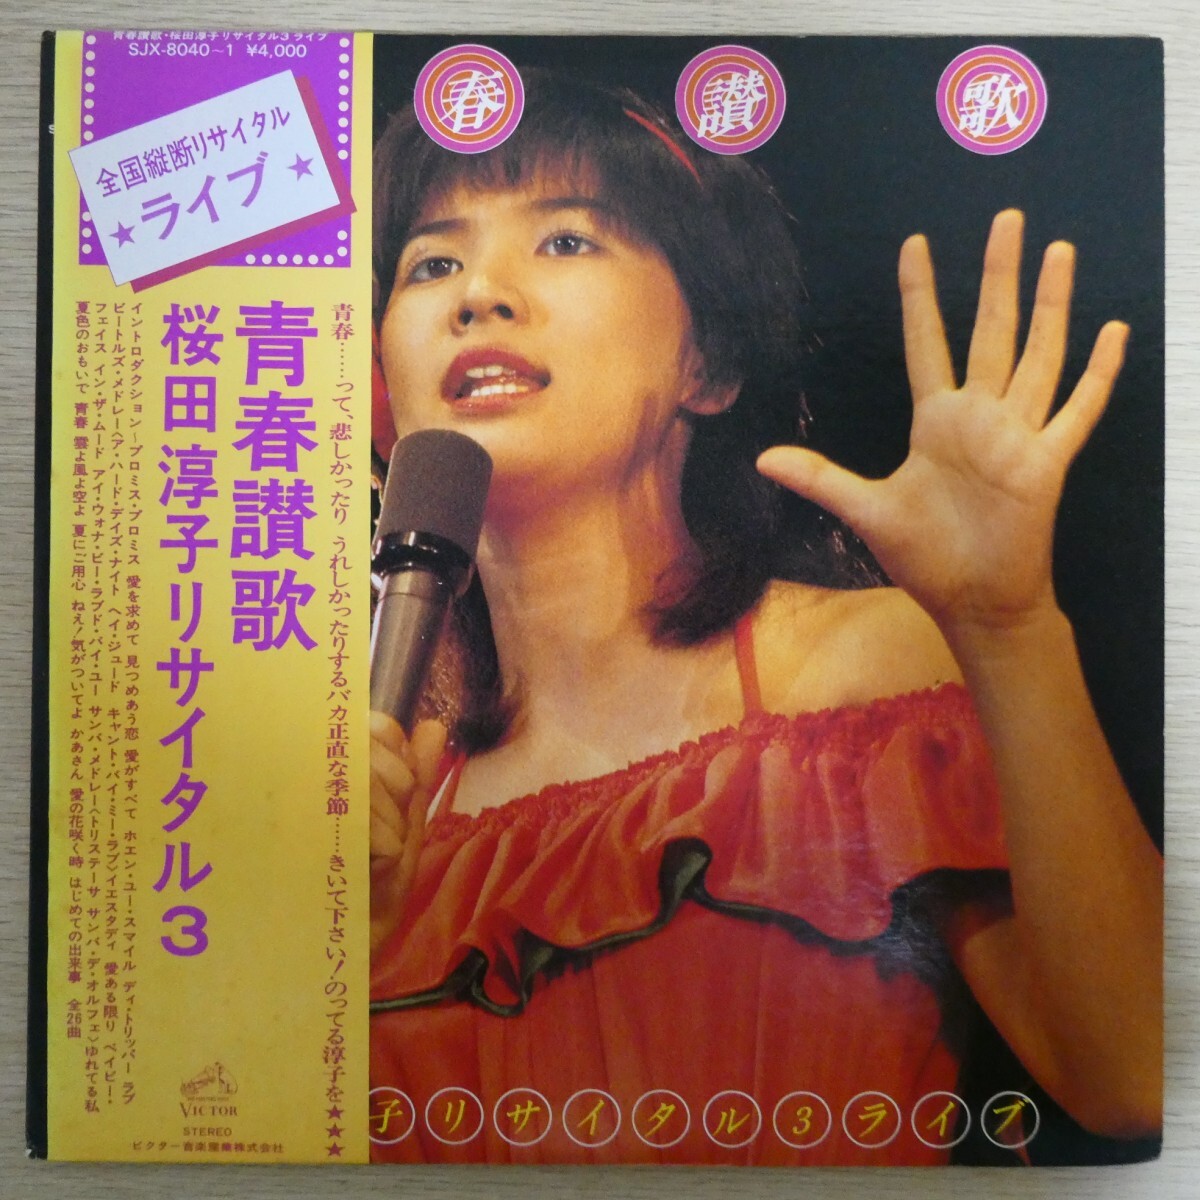 青春讃歌・桜田淳子リサイタル3 ライブ
SJX-8040~1 ¥4,000
全国縦断リサイタル
★ライブ★
春 讃 歌
青春……って、悲しかったり うれしかったりするバカ正直な季節……きいて下さい!のってる淳子を★★★
青春讃歌
桜田淳子リサイタル3
イントロダクション~プロミス・プロミス 愛を求めて 見つめあう恋 愛がすべて ホエン・ユー・スマイル ディ・トリッパー ラブ
ビートルズ・メドレー〈ア・ハード・デイズ・ナイト ヘイ・ジュード キャント・バイ・ミー・ラブ〉イエスタデイ 愛ある限り ベイビー・
フェイス イン・ザ・ムード アイ・ウォナ・ビー・ラブド・バイ・ユー サンバ・メドレー〈トリステーサ サンバ・デ・オルフェ〉ゆれてる私
夏色のおもいで 青春 雲よ風よ空よ 夏にご用心 ねえ!気がついてよ かあさん 愛の花咲く時 はじめての出来事 全26曲
VICTOR
STEREO
ビクター音楽産業株式会社
子リサイタル3ライブ